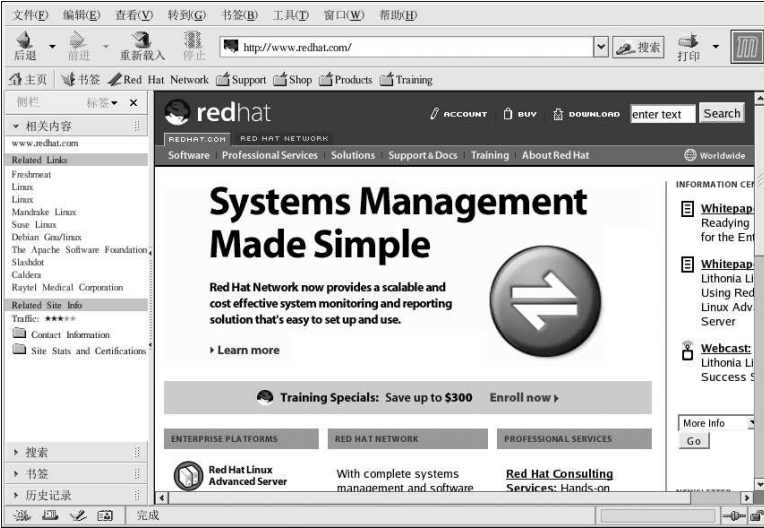 文件(F) 编辑(E) 查看(V) 转到(G) 书签(B) 工具(T) 窗口(W) 帮助(H)
后退 前进 重新载入 停止 http://www.redhat.com/ 搜索 打印
主页 书签 Red Hat Network Support Shop Products Training
侧栏 标签
相关内容
www.redhat.com
Related Links
Freshmeat
Linux
Linux
Mandrake Linux
Suse Linux
Debian Gnu/linux
The Apache Software Foundation
Slashdot
Caldera
Raytel Medical Corporation
Related Site Info
Traffic: ★★★★★
Contact Information
Site Stats and Certifications
搜索
书签
历史记录
redhat
ACCOUNT BUY DOWNLOAD enter text Search
REDHAT.COM RED HAT NETWORK
Software Professional Services Solutions Support & Docs Training About Red Hat Worldwide
Systems Management
Made Simple
Red Hat Network now provides a scalable and
cost effective system monitoring and reporting
solution that's easy to set up and use.
Learn more
Training Specials: Save up to $300 Enroll now
ENTERPRISE PLATFORMS
Red Hat Linux
Advanced Server
RED HAT NETWORK
With complete systems
management and software
PROFESSIONAL SERVICES
Red Hat Consulting
Services: Hands-on
INFORMATION CEN
Whitepape
Readying
for the Ent
Whitepape
Lithonia Li
Using Red
Linux Adv
Server
Webcast:
Lithonia Li
Success S
More Info
Go
完成